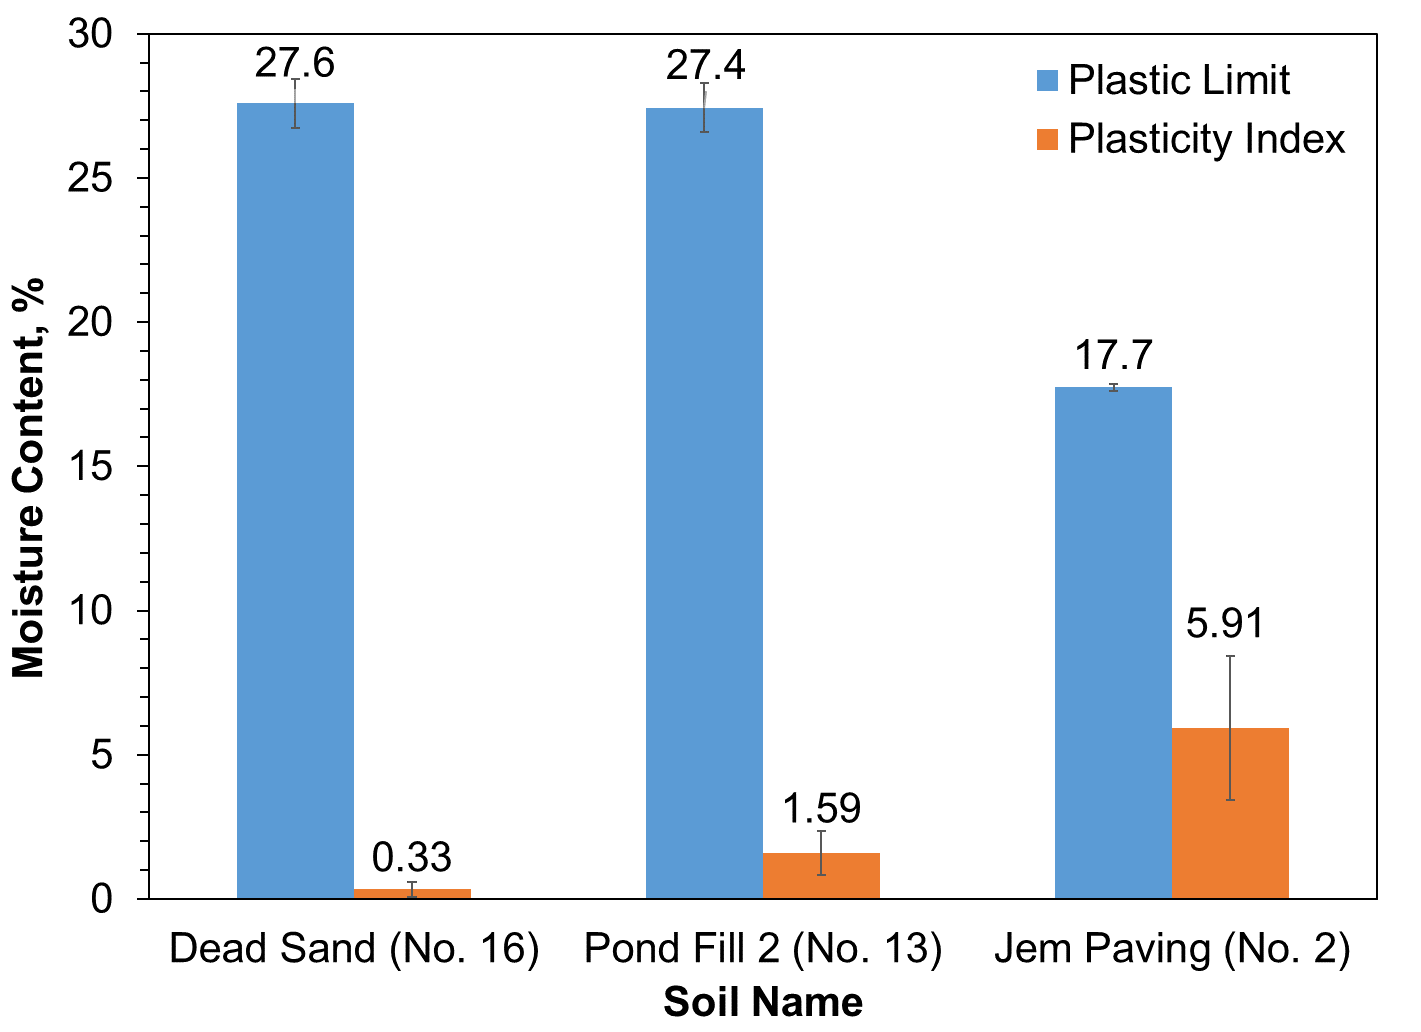 30
25
20
15
10
5
0
Moisture Content, %
27.6
27.4
17.7
0.33
1.59
5.91
Plastic Limit
Plasticity Index
Dead Sand (No. 16)
Pond Fill 2 (No. 13)
Jem Paving (No. 2)
Soil Name